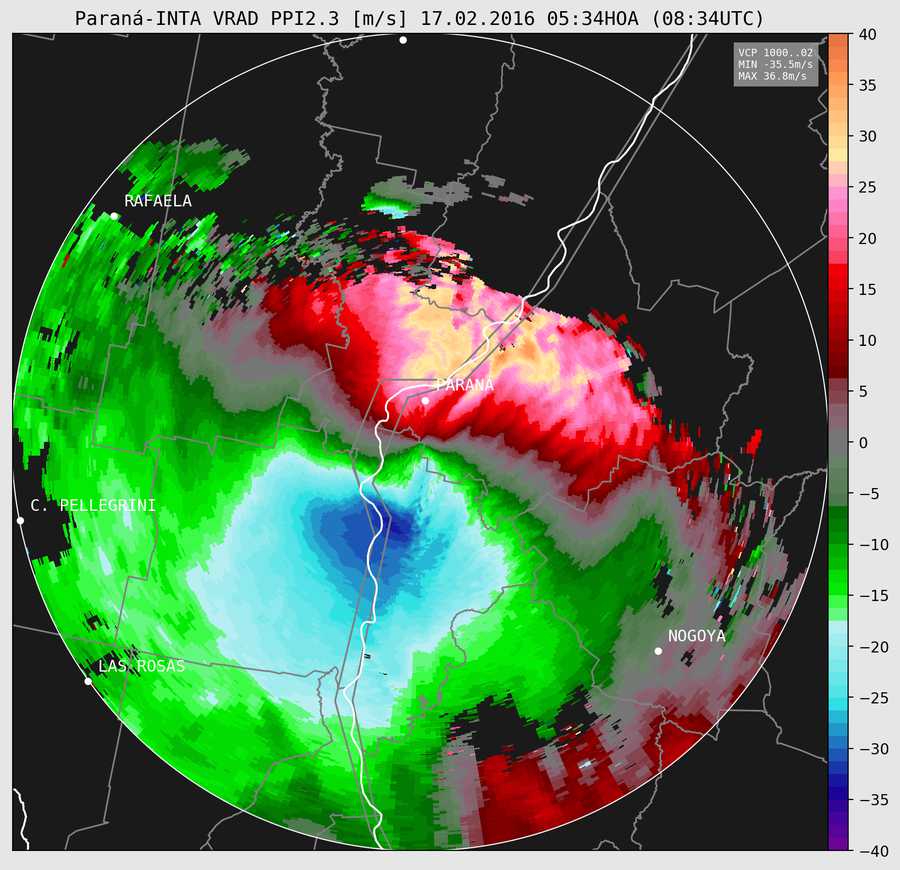 Paraná-INTA VRAD PPI2.3 [m/s] 17.02.2016 05:34HOA (08:34UTC)
VCP 1000..02
MIN -35.5m/s
MAX 36.8m/s
RAFAELA
PARANÁ
C. PELLEGRINI
NOGOYA
LAS ROSAS
40
35
30
25
20
15
10
5
0
−5
−10
−15
−20
−25
−30
−35
−40